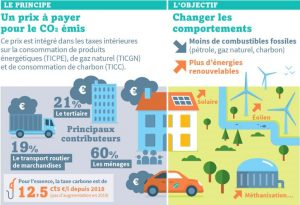 LE PRINCIPE
Un prix à payer
pour le CO₂ émis
Ce prix est intégré dans les taxes intérieures
sur la consommation de produits
énergétiques (TICPE), de gaz naturel (TICGN)
et de consommation de charbon (TICC).
21%
Le tertiaire
Principaux
contributeurs
19%
Le transport routier
de marchandises
60%
Les ménages
Pour l'essence, la taxe carbone est de
12,5 CTS €/l depuis 2018
(pas d'augmentation en 2019)
L'OBJECTIF
Changer les
comportements
Moins de combustibles fossiles
(pétrole, gaz naturel, charbon)
Plus d'énergies
renouvelables
Solaire
Éolien
Méthanisation...